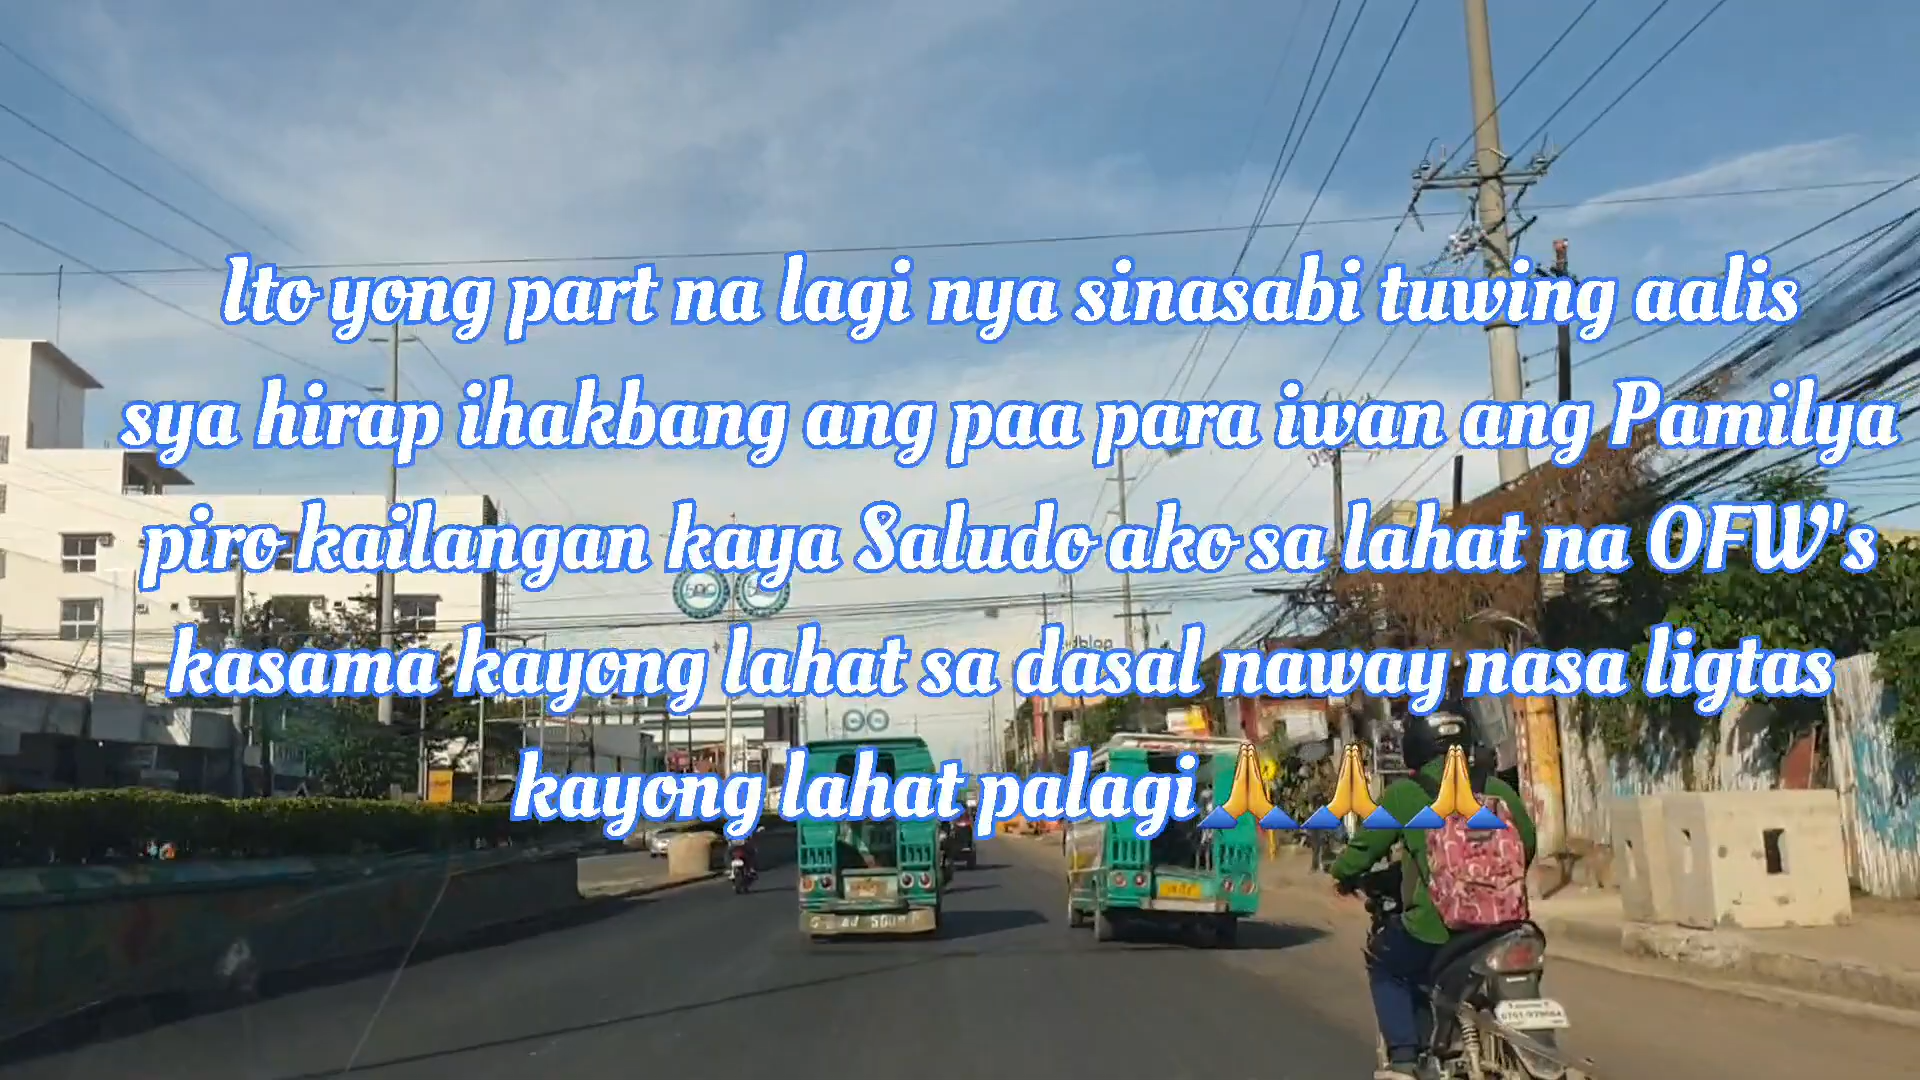 Ito yong part na lagi nya sinasabi tuwing aalis
sya hirap ihakbang ang paa para iwan ang Pamilya
piro kailangan kaya Saludo ako sa lahat na OFW's
kasama kayong lahat sa dasal naway nasa ligtas
kayong lahat palagi🙏🙏🙏